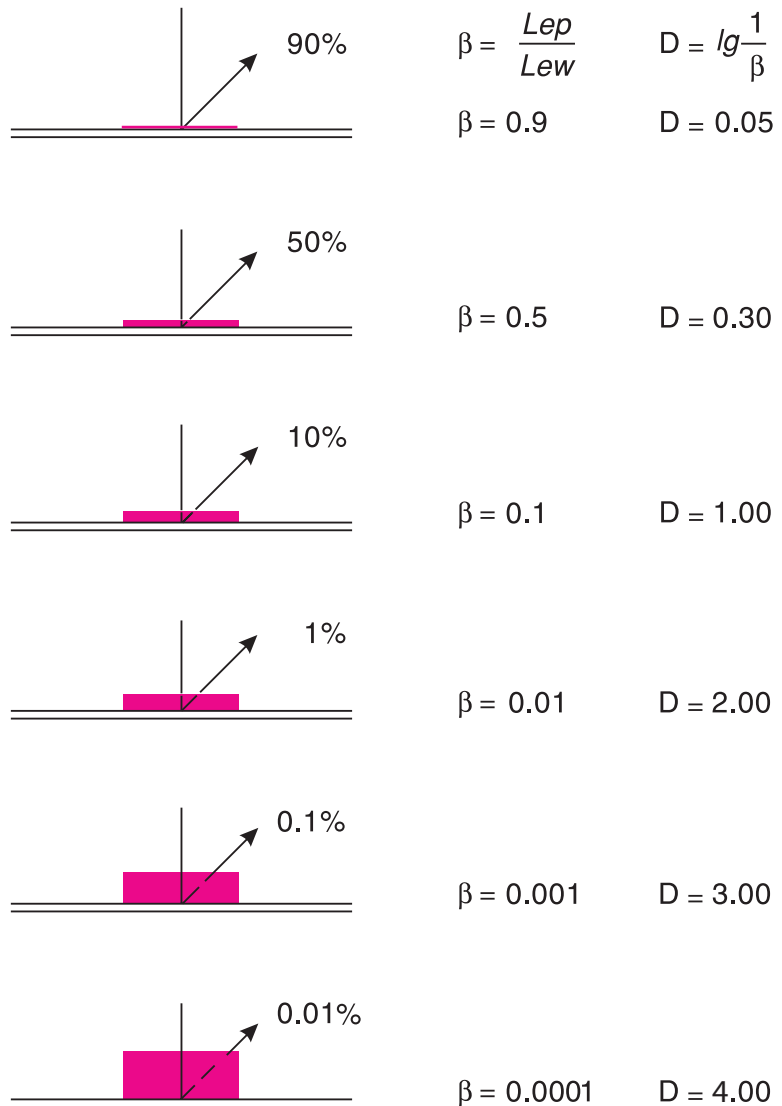 90% β = Lep/Lew D = lg 1/β
β = 0.9 D = 0.05
50%
β = 0.5 D = 0.30
10%
β = 0.1 D = 1.00
1%
β = 0.01 D = 2.00
0.1%
β = 0.001 D = 3.00
0.01%
β = 0.0001 D = 4.00